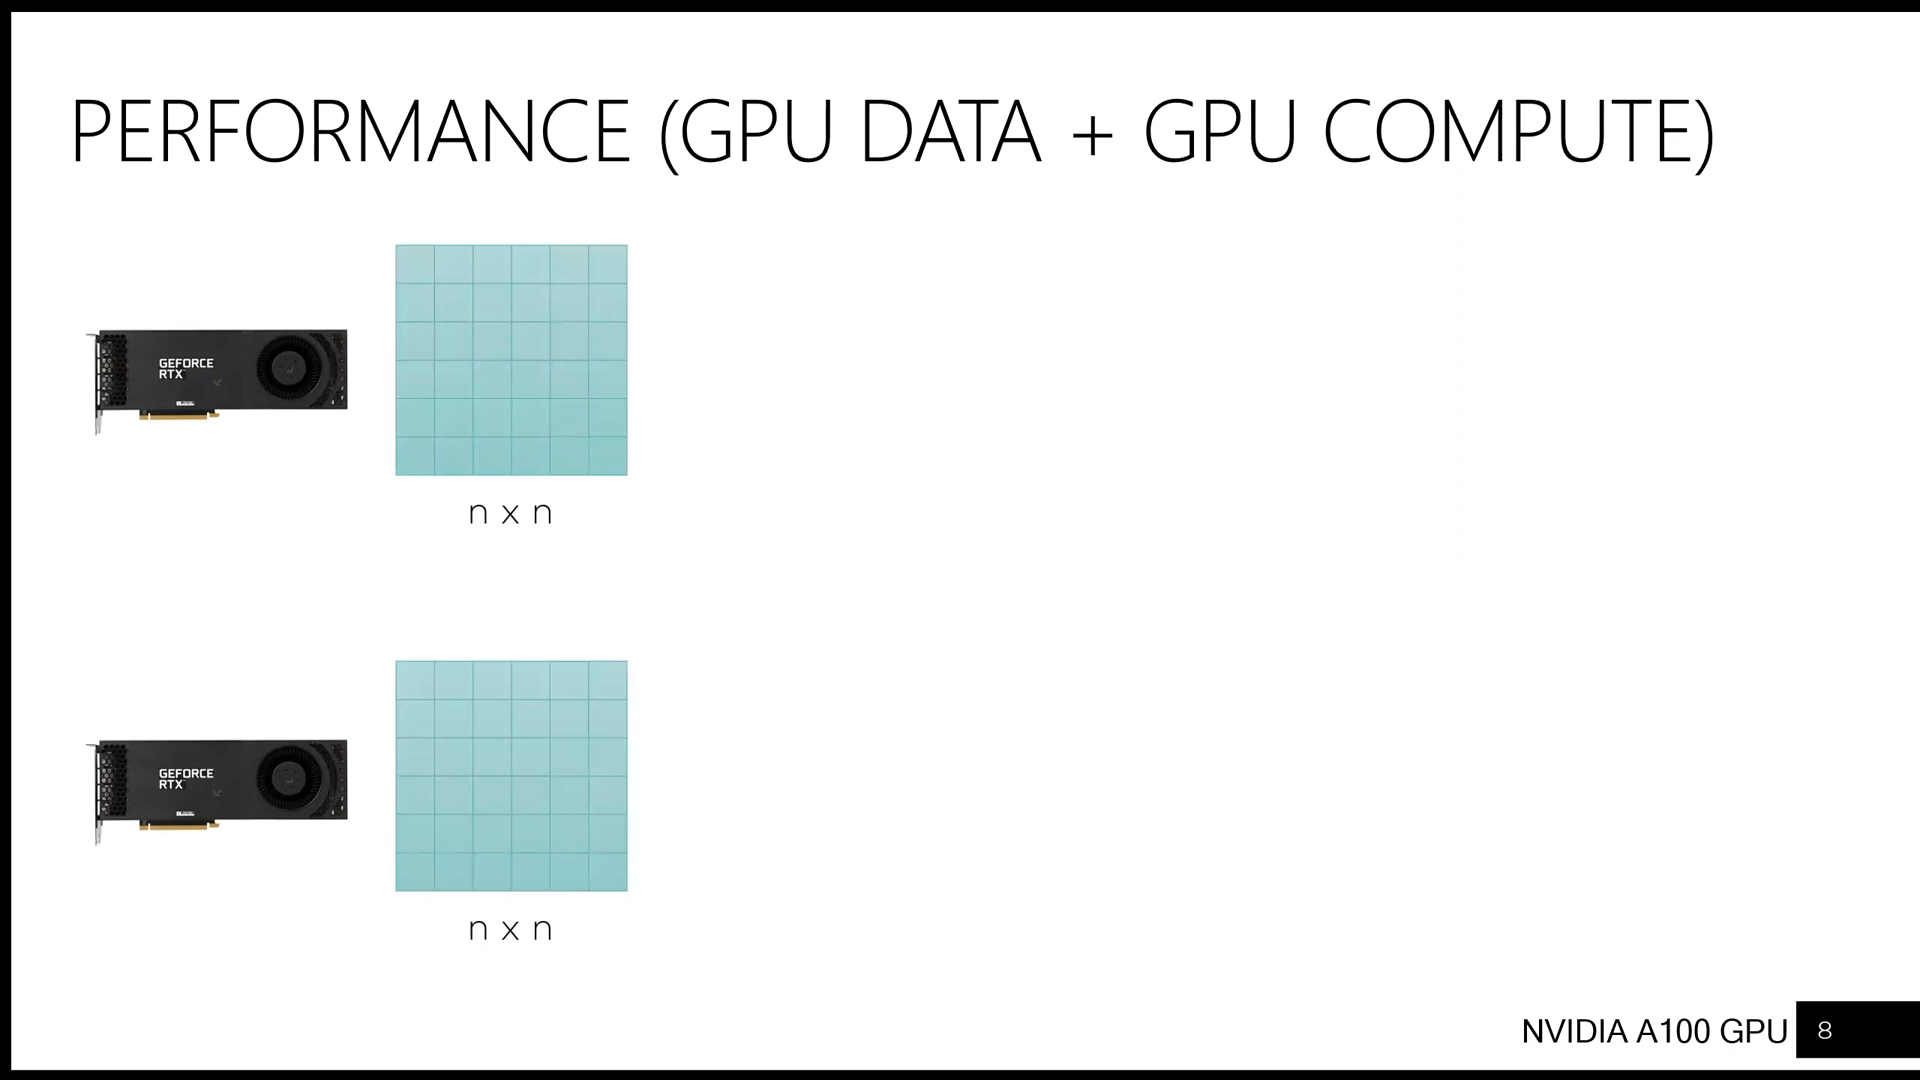 PERFORMANCE (GPU DATA + GPU COMPUTE)
GEFORCE
RTX
n x n
GEFORCE
RTX
n x n
NVIDIA A100 GPU
8